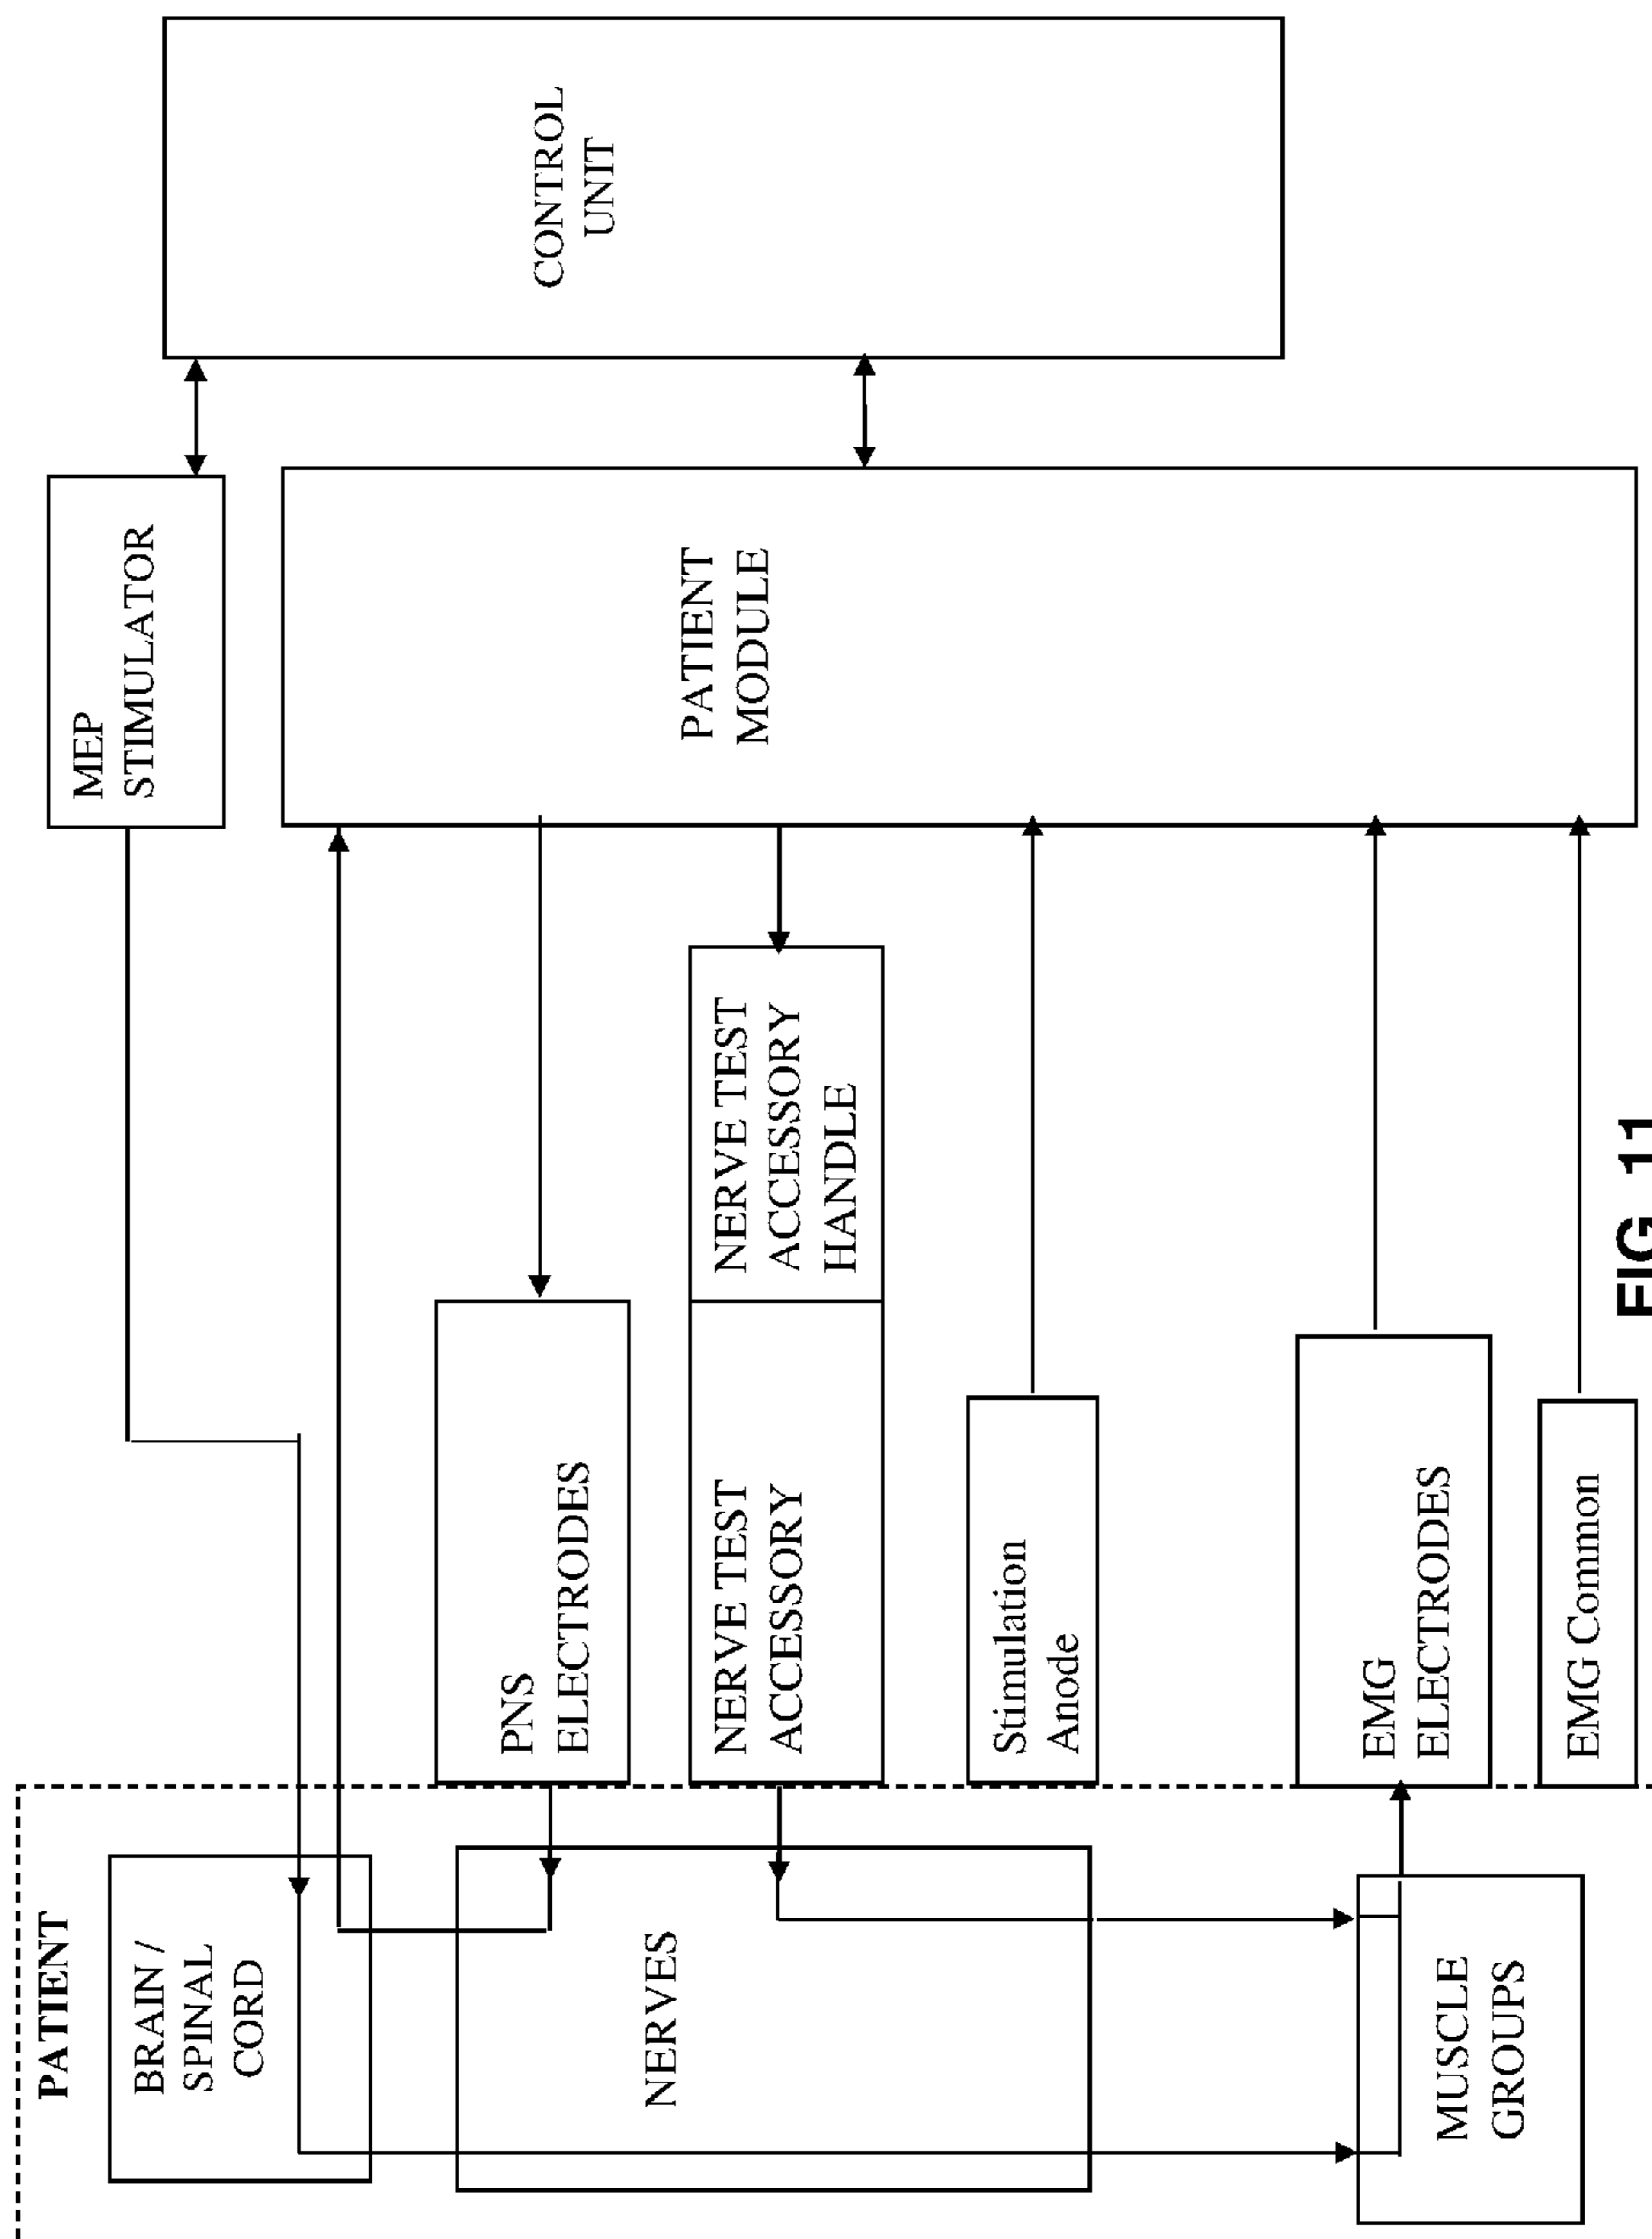 PATIENT
BRAIN /
SPINAL
CORD
NERVES
MUSCLE
GROUPS
PNS
ELECTRODES
NERVE TEST
ACCESSORY
NERVE TEST
ACCESSORY
HANDLE
Stimulation
Anode
EMG
ELECTRODES
EMG Common
MEP
STIMULATOR
PATIENT
MODULE
CONTROL
UNIT
FIG 11